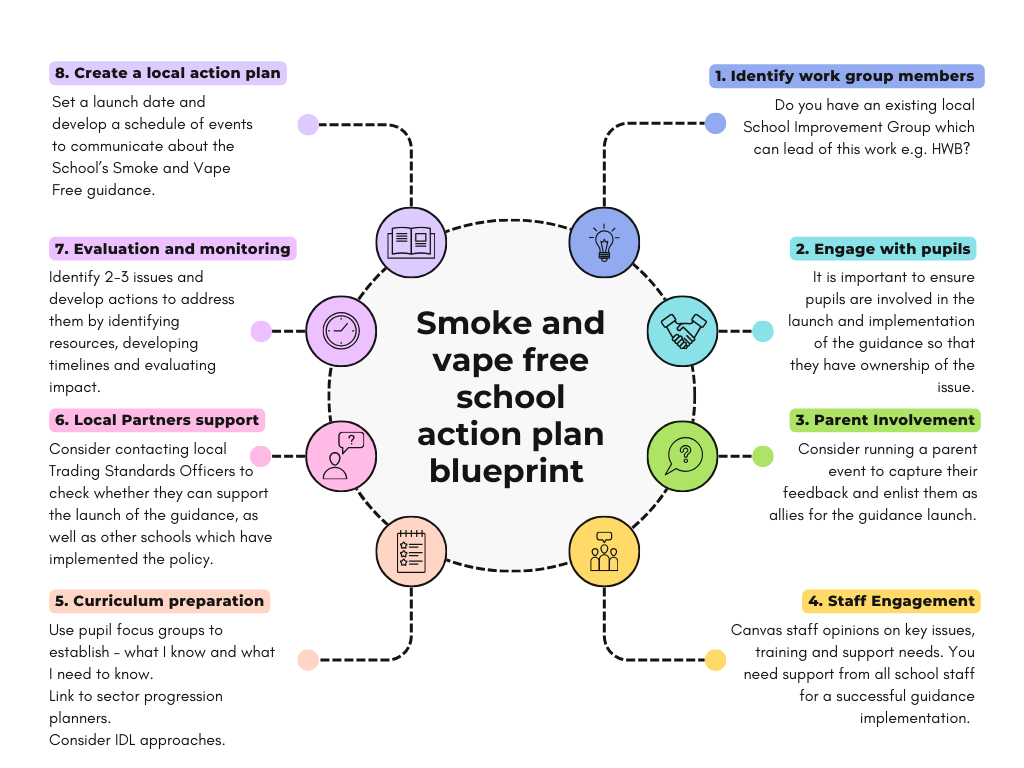 Smoke and
vape free
school
action plan
blueprint
1. Identify work group members
Do you have an existing local
School Improvement Group which
can lead of this work e.g. HWB?
2. Engage with pupils
It is important to ensure
pupils are involved in the
launch and implementation
of the guidance so that
they have ownership of the
issue.
3. Parent Involvement
Consider running a parent
event to capture their
feedback and enlist them as
allies for the guidance launch.
4. Staff Engagement
Canvas staff opinions on key issues,
training and support needs. You
need support from all school staff
for a successful guidance
implementation.
5. Curriculum preparation
Use pupil focus groups to
establish – what I know and what
I need to know.
Link to sector progression
planners.
Consider IDL approaches.
6. Local Partners support
Consider contacting local
Trading Standards Officers to
check whether they can support
the launch of the guidance, as
well as other schools which have
implemented the policy.
7. Evaluation and monitoring
Identify 2-3 issues and
develop actions to address
them by identifying
resources, developing
timelines and evaluating
impact.
8. Create a local action plan
Set a launch date and
develop a schedule of events
to communicate about the
School’s Smoke and Vape
Free guidance.
?
?